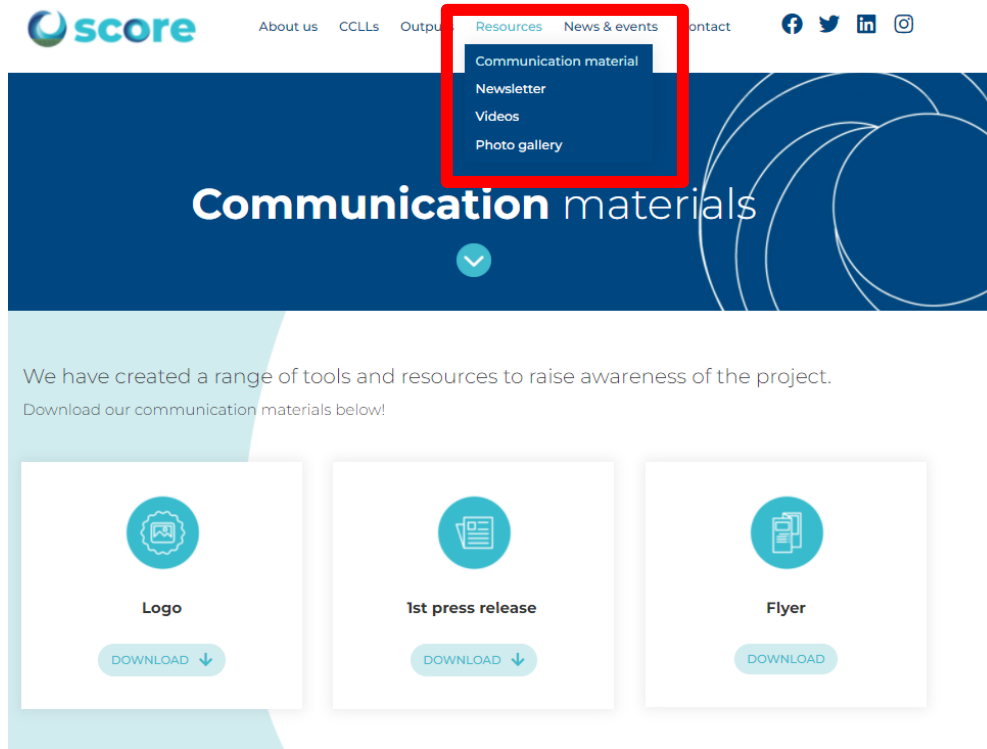 score
About us CCLLs Outpu Resources News & events ontact
Communication material
Newsletter
Videos
Photo gallery
Communication materials
We have created a range of tools and resources to raise awareness of the project.
Download our communication materials below!
Logo 1st press release Flyer
DOWNLOAD DOWNLOAD DOWNLOAD